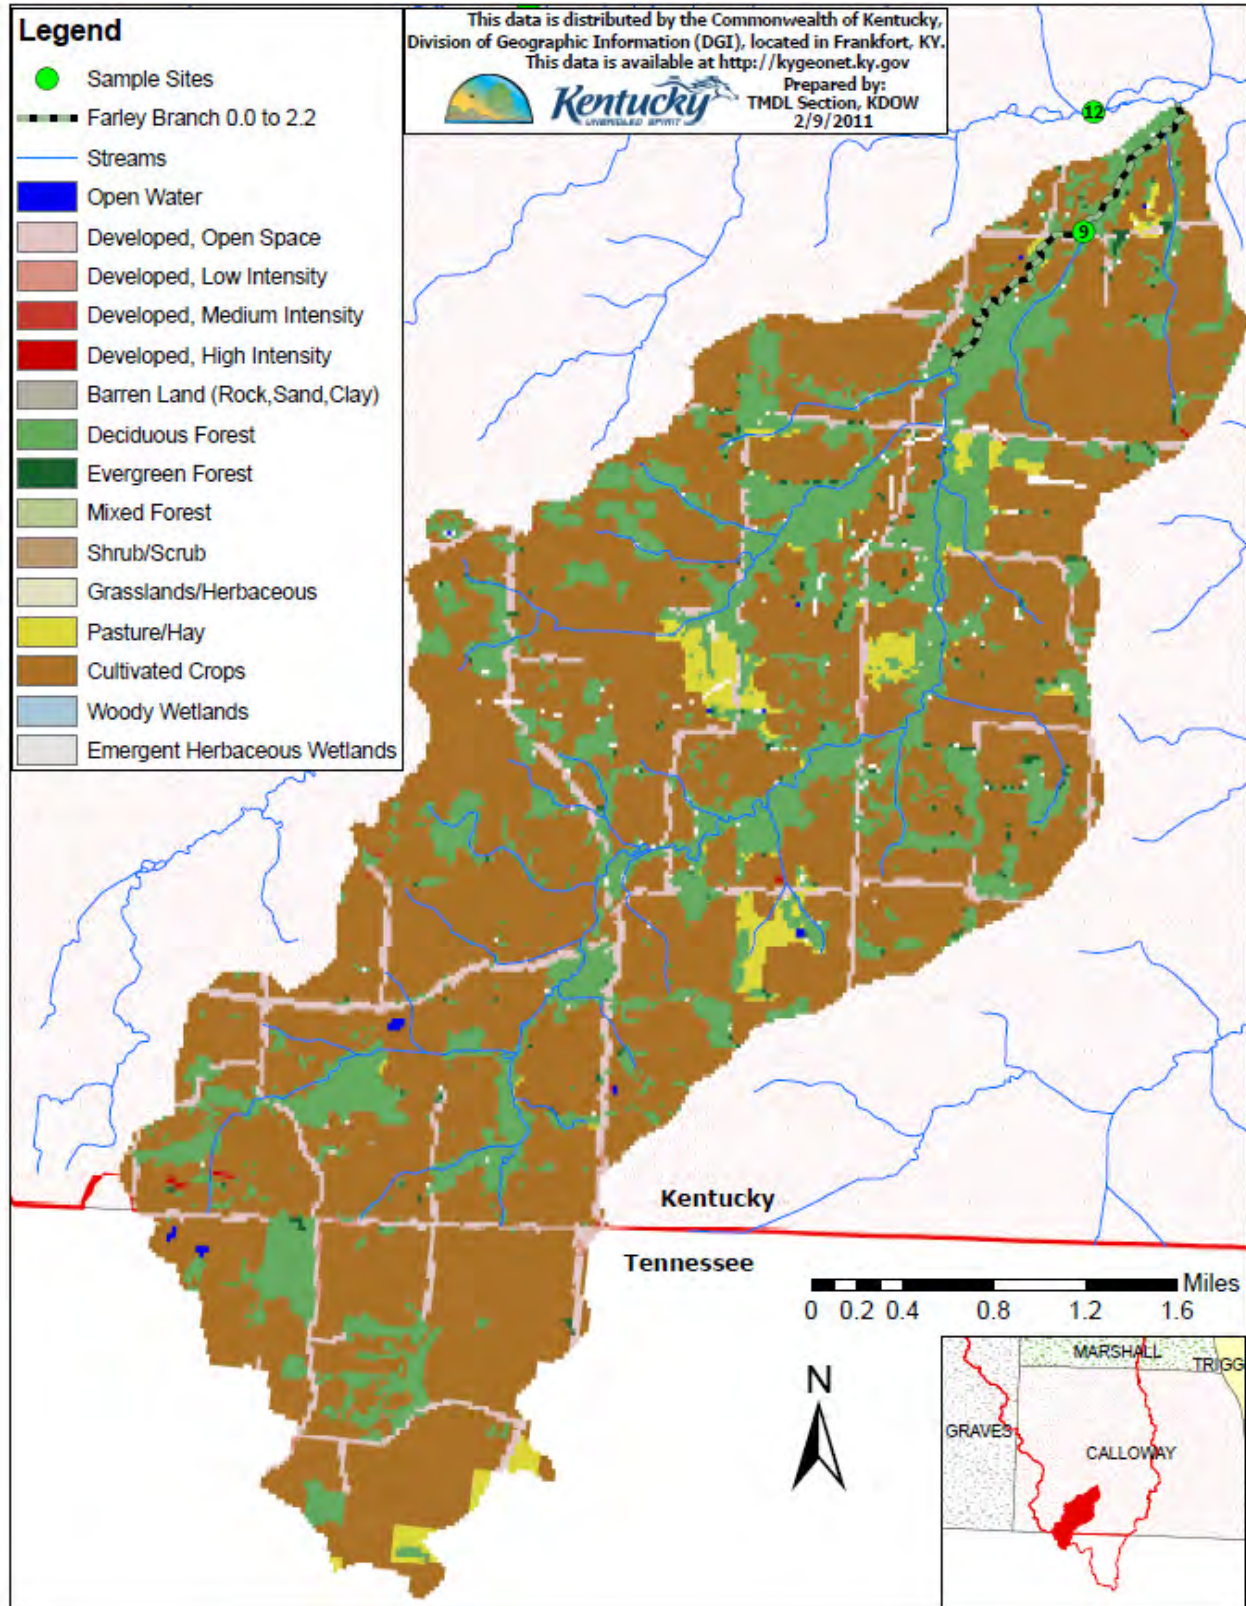 Legend
Sample Sites
Farley Branch 0.0 to 2.2
Streams
Open Water
Developed, Open Space
Developed, Low Intensity
Developed, Medium Intensity
Developed, High Intensity
Barren Land (Rock,Sand,Clay)
Deciduous Forest
Evergreen Forest
Mixed Forest
Shrub/Scrub
Grasslands/Herbaceous
Pasture/Hay
Cultivated Crops
Woody Wetlands
Emergent Herbaceous Wetlands
This data is distributed by the Commonwealth of Kentucky,
Division of Geographic Information (DGI), located in Frankfort, KY.
This data is available at http://kygeonet.ky.gov
Kentucky
UNBRIDLED SPIRIT
Prepared by:
TMDL Section, KDOW
2/9/2011
12
9
Kentucky
Tennessee
Miles
0 0.2 0.4 0.8 1.2 1.6
N
MARSHALL
TRIGG
GRAVES
CALLOWAY